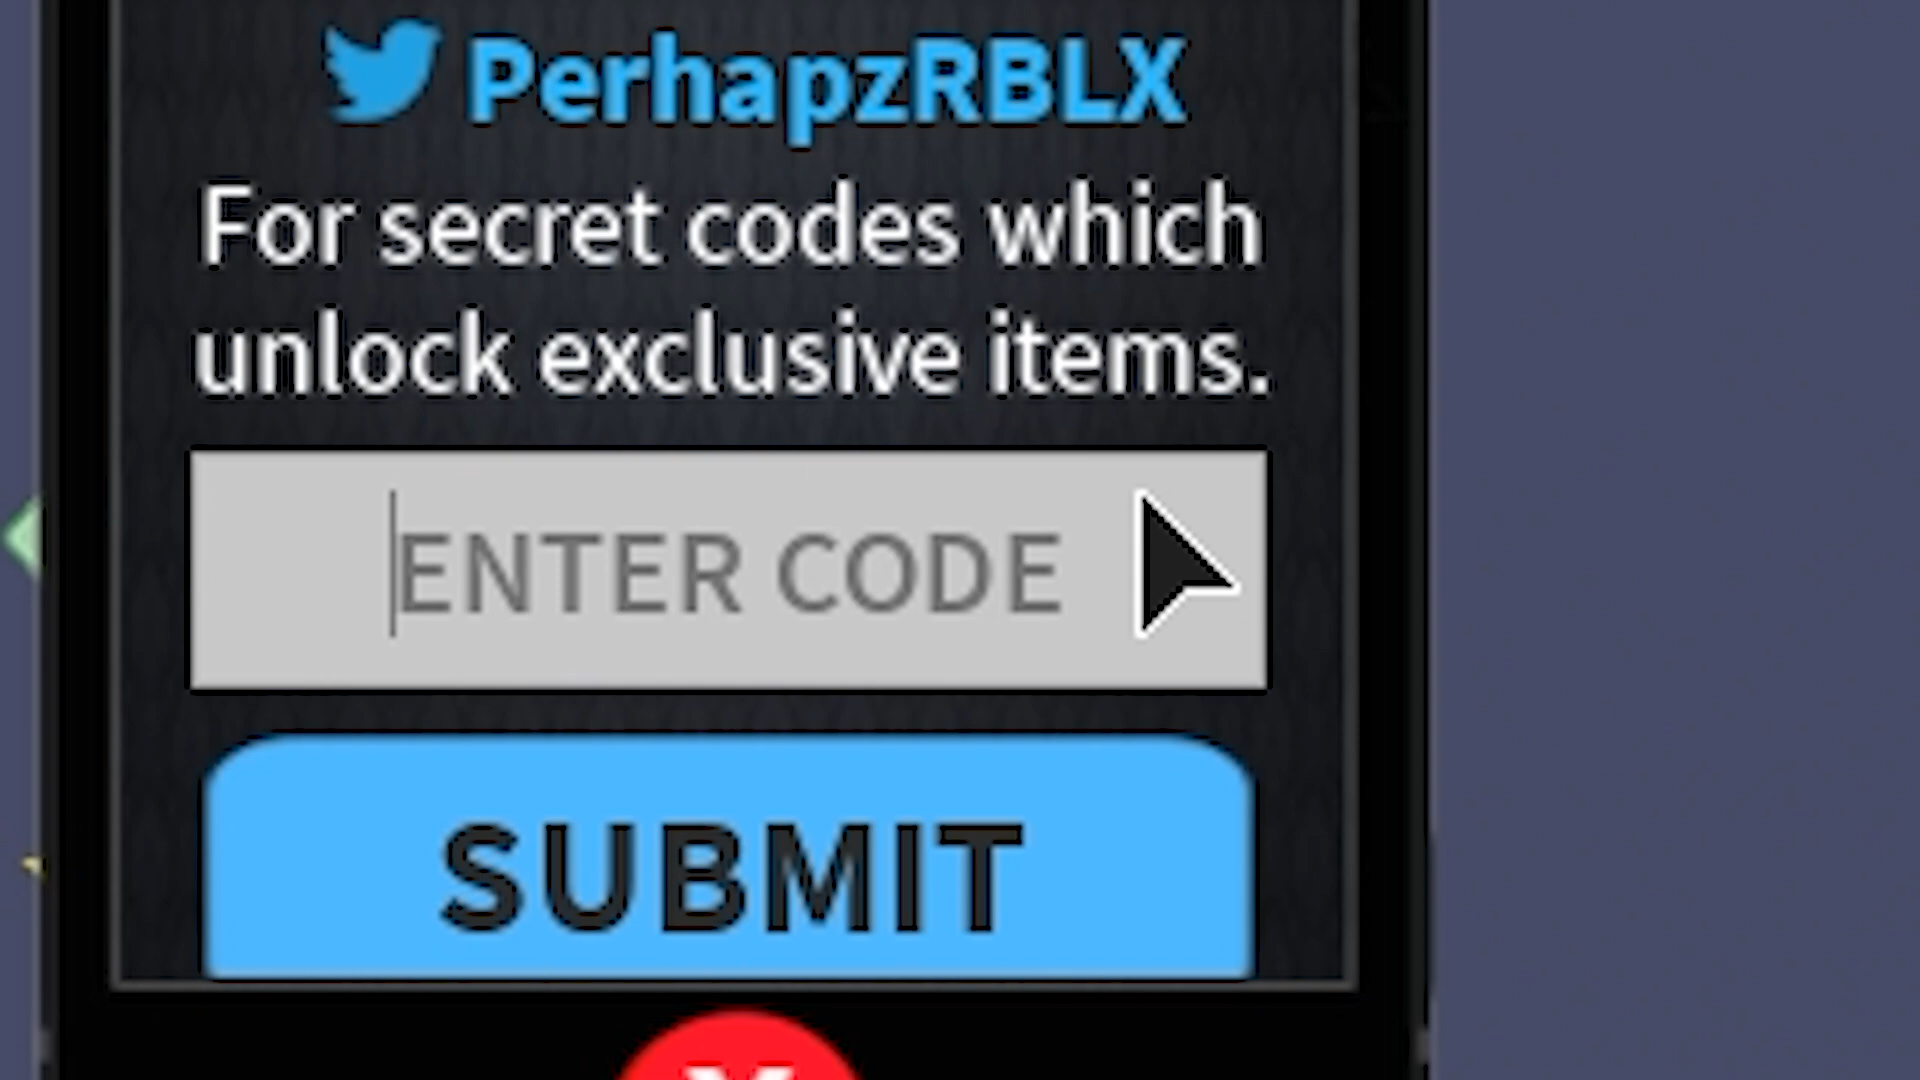 PerhapzRBLX
For secret codes which
unlock exclusive items.
ENTER CODE
SUBMIT
X